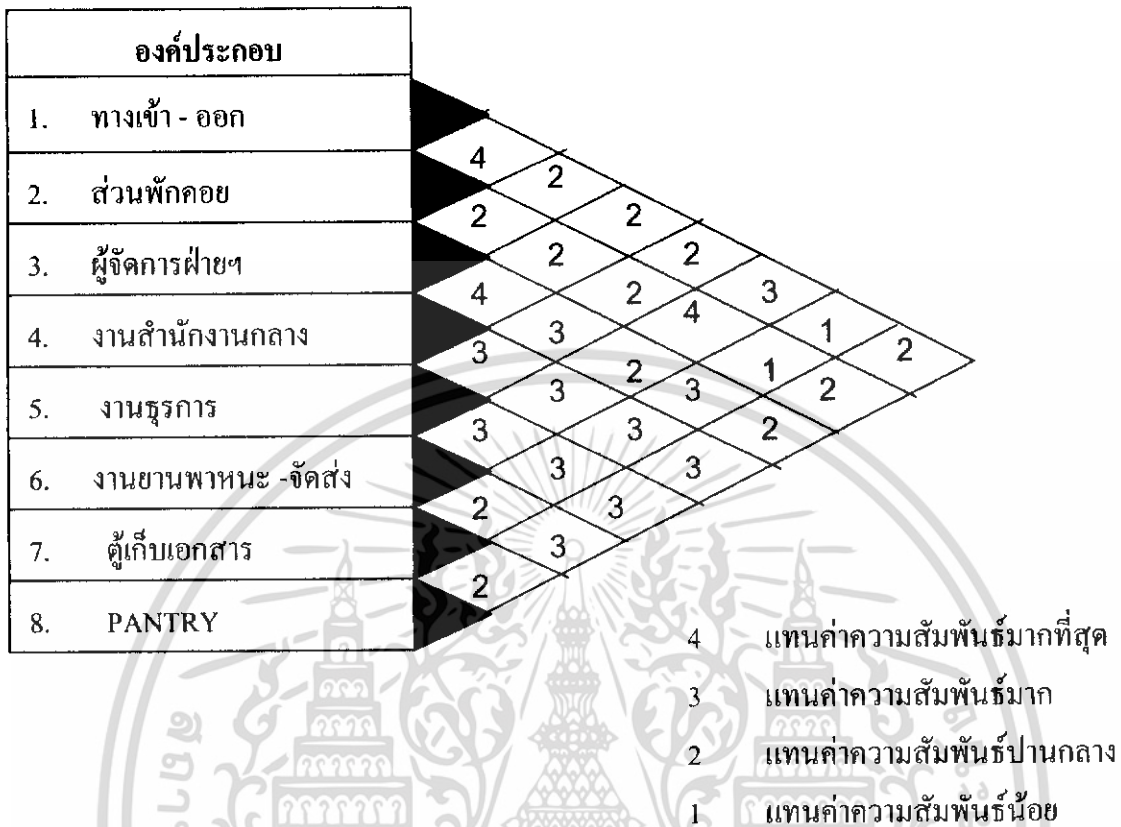 องค์ประกอบ
1. ทางเข้า - ออก
2. ส่วนพักคอย
3. ผู้จัดการฝ่ายฯ
4. งานสำนักงานกลาง
5. งานธุรการ
6. งานยานพาหนะ -จัดส่ง
7. ตู้เก็บเอกสาร
8. PANTRY
4 2 2 2 3 1 2
2 2 2 4 1 2
4 3 2 3 2
3 3 3 3
3 3 3
2 3
2
4 แทนค่าความสัมพันธ์มากที่สุด
3 แทนค่าความสัมพันธ์มาก
2 แทนค่าความสัมพันธ์ปานกลาง
1 แทนค่าความสัมพันธ์น้อย